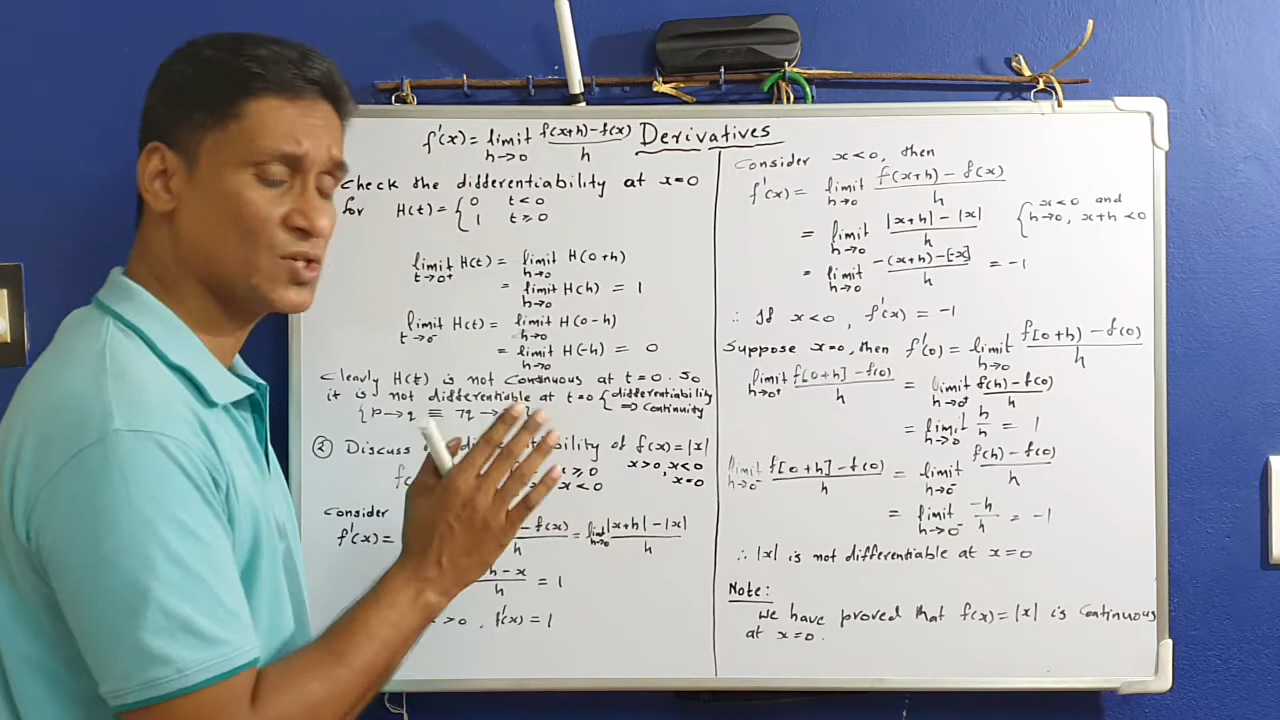 f'(x) = limit h→0 f(x+h)-f(x) / h Derivatives
Check the differentiability at x=0
for H(t) = { 0 t<0
1 t≥0
limit t→0⁺ H(t) = limit h→0 H(0+h)
= limit h→0 H(h) = 1
limit t→0⁻ H(t) = limit h→0 H(0-h)
= limit h→0 H(-h) = 0
Clearly H(t) is not continuous at t=0. So
it is not differentiable at t=0 { differentiability
⇒ continuity
{ p→q ≡ ¬q →
② Discuss differentiability of f(x)=|x|
x≥0 x>0, x<0
x<0 x=0
Consider
f'(x) = - f(x) / h = limit h→0 |x+h| - |x| / h
h-x / h = 1
>0, f'(x) = 1
Consider x<0, then
f'(x) = limit h→0 f(x+h) - f(x) / h
= limit h→0 |x+h| - |x| / h { x<0 and
h→0, x+h<0
= limit h→0 -(x+h)-[-x] / h = -1
∴ If x<0, f'(x) = -1
Suppose x=0, then f'(0) = limit h→0 f[0+h) - f(0) / h
limit h→0⁺ f[0+h] - f(0) / h = limit h→0⁺ f(h) - f(0) / h
= limit h→0⁺ h / h = 1
limit h→0⁻ f[0+h] - f(0) / h = limit h→0⁻ f(h) - f(0) / h
= limit h→0⁻ -h / h = -1
∴ |x| is not differentiable at x=0
Note:
We have proved that f(x)=|x| is continuous
at x=0.